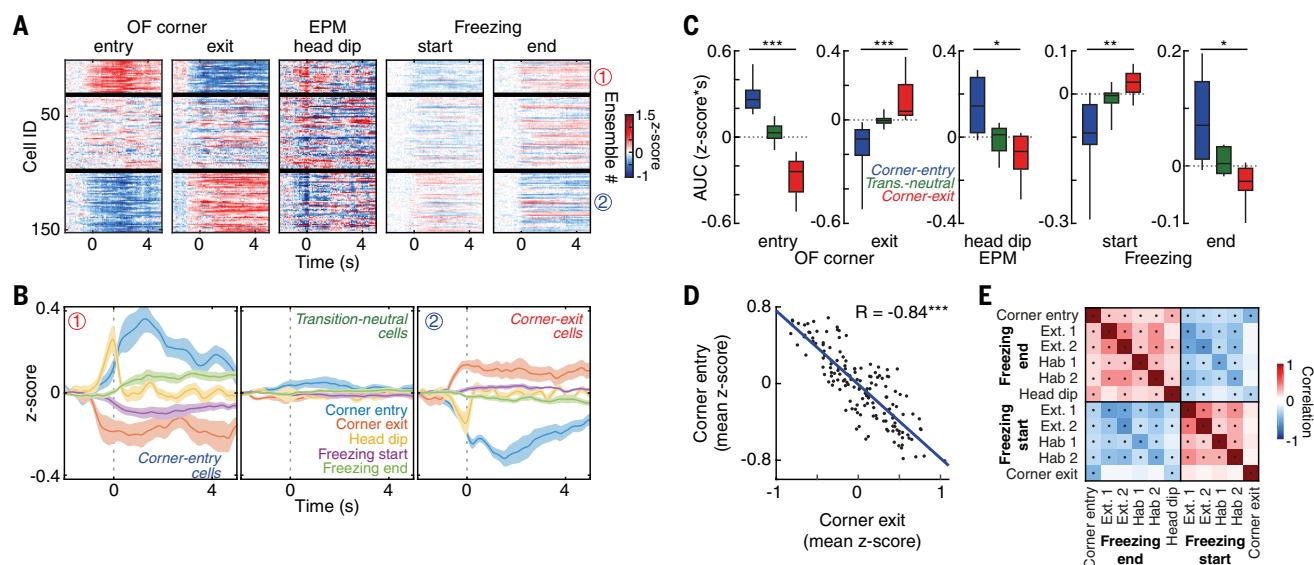 A
OF corner
EPM
Freezing
entry
exit
head dip
start
end
Cell ID
50
150
0 4
0 4
0 4
0 4
0 4
Time (s)
1
2
Ensemble #
1.5
-1
z-score
B
0.4
0
-0.4
z-score
1
Corner-entry
cells
Transition-neutral
cells
Corner entry
Corner exit
Head dip
Freezing start
Freezing end
2
Corner-exit
cells
0 4
0 4
0 4
Time (s)
C
AUC (z-score*s)
0.6
0
-0.6
***
entry
0.6
0
-0.6
***
exit
OF corner
Corner-entry
Trans.-neutral
Corner-exit
0.4
0
-0.4
*
head dip
EPM
0.1
0
-0.3
**
start
0.2
0
-0.1
*
end
Freezing
D
R = -0.84***
Corner entry
(mean z-score)
0.8
0
-0.8
-1 0 1
Corner exit
(mean z-score)
E
Corner entry
Freezing
end
Ext. 1
Ext. 2
Hab 1
Hab 2
Head dip
Freezing
start
Ext. 1
Ext. 2
Hab 1
Hab 2
Corner exit
Corner entry
Ext. 1
Ext. 2
Hab 1
Hab 2
Head dip
Ext. 1
Ext. 2
Hab 1
Hab 2
Corner exit
Freezing
end
Freezing
start
1
0
-1
Correlation